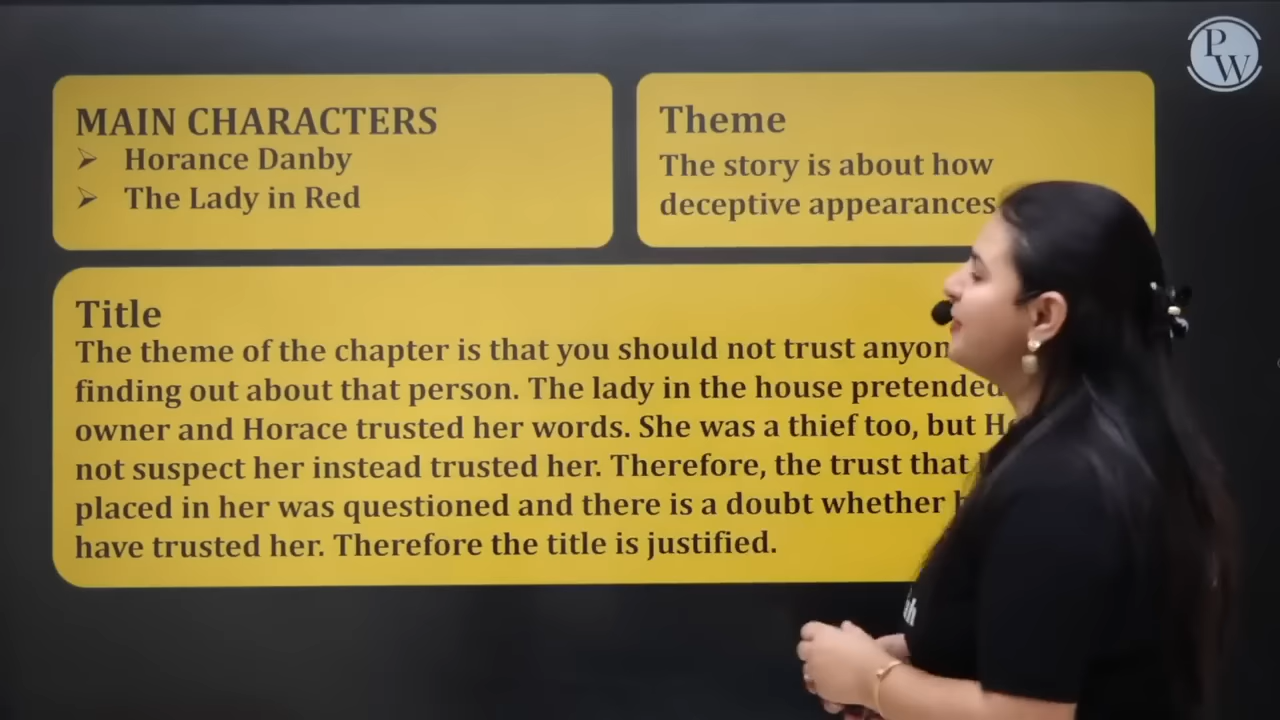 P
W
MAIN CHARACTERS
➢ Horance Danby
➢ The Lady in Red
Theme
The story is about how
deceptive appearances
Title
The theme of the chapter is that you should not trust
finding out about that person. The lady in the house pretended
owner and Horace trusted her words. She was a thief too, but
not suspect her instead trusted her. Therefore, the trust that
placed in her was questioned and there is a doubt whether
have trusted her. Therefore the title is justified.